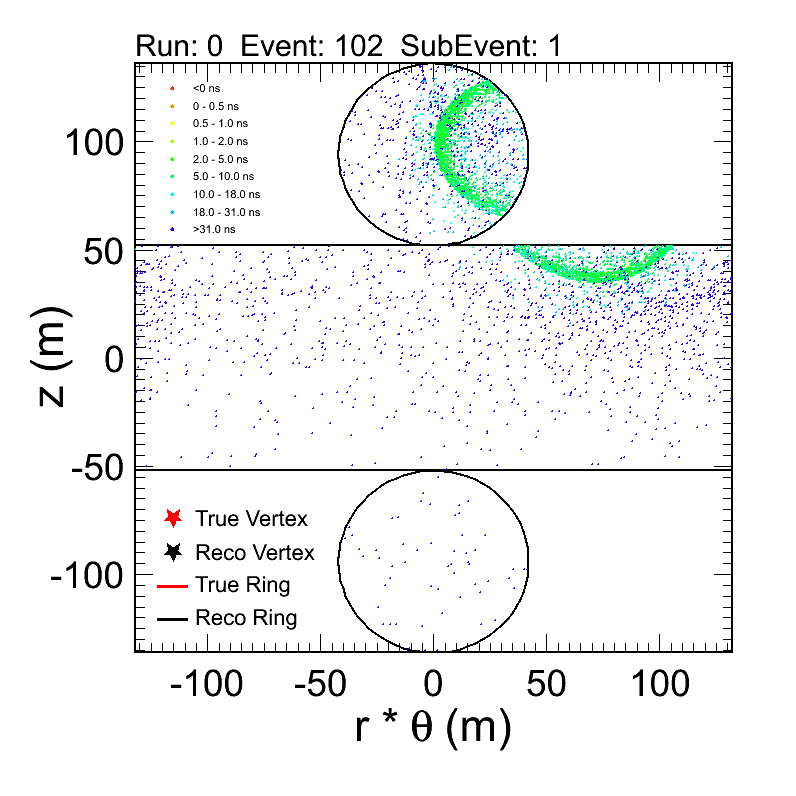 Run: 0 Event: 102 SubEvent: 1
<0 ns
0 - 0.5 ns
0.5 - 1.0 ns
1.0 - 2.0 ns
2.0 - 5.0 ns
5.0 - 10.0 ns
10.0 - 18.0 ns
18.0 - 31.0 ns
>31.0 ns
100
50
0
-50
-100
z (m)
True Vertex
Reco Vertex
True Ring
Reco Ring
-100 -50 0 50 100
r * θ (m)